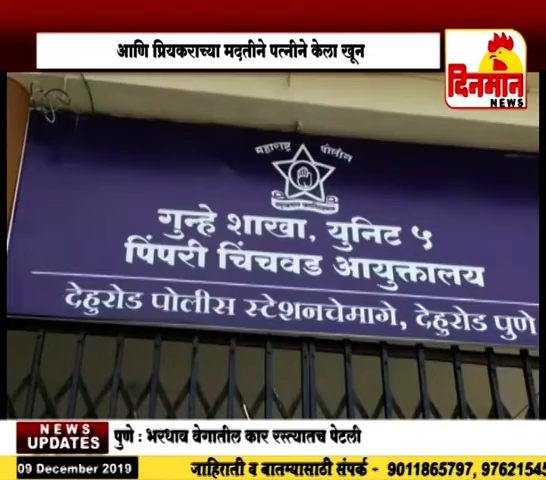 आणि प्रियकराच्या मदतीने पत्नीने केला खून
दिनमान
NEWS
महाराष्ट्र पोलीस
गुन्हे शाखा, युनिट ५
पिंपरी चिंचवड आयुक्तालय
देहुरोड पोलीस स्टेशनचेमागे, देहुरोड पुणे
NEWS
UPDATES
पुणे : भरधाव वेगातील कार रस्त्यातच पेटली
09 December 2019
जाहिराती व बातम्यासाठी संपर्क - 9011865797, 97621545